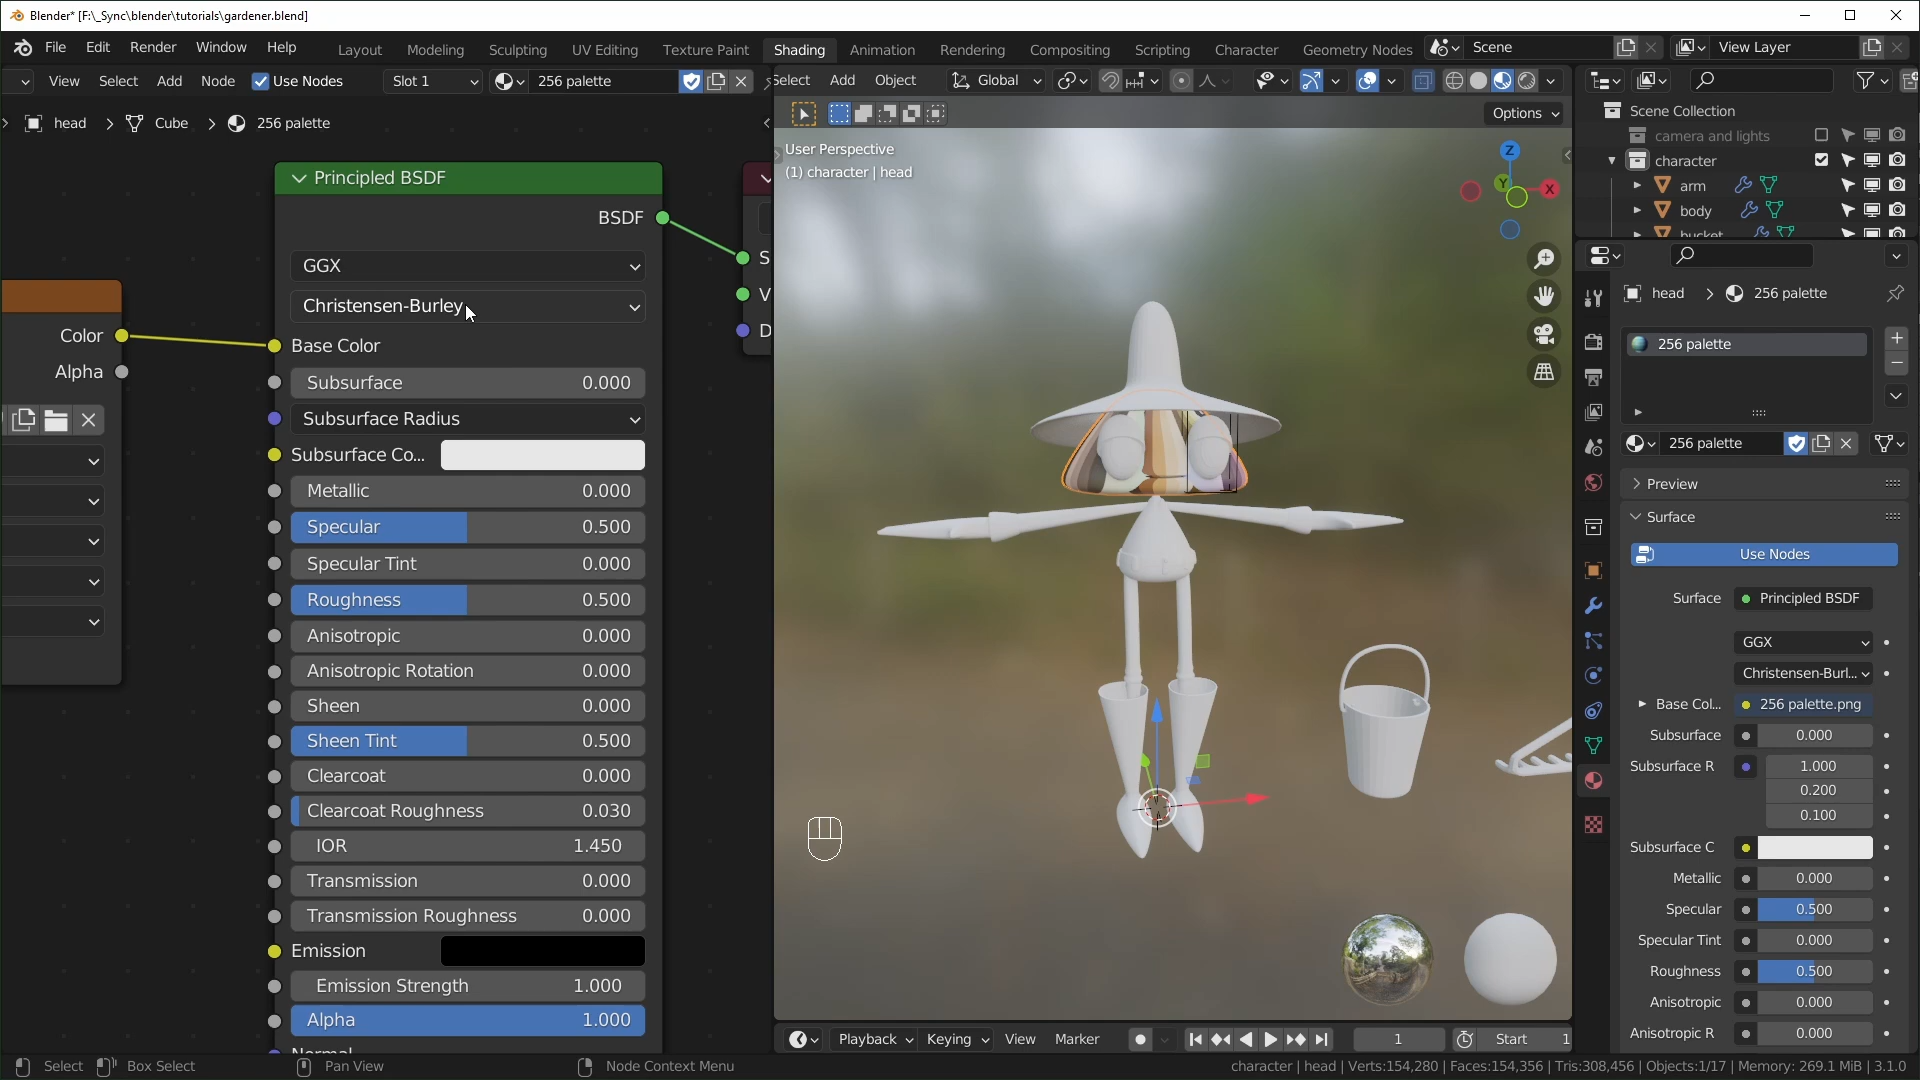 Blender* [F:\_Sync\blender\tutorials\gardener.blend]
File Edit Render Window Help Layout Modeling Sculpting UV Editing Texture Paint Shading Animation Rendering Compositing Scripting Character Geometry Nodes Scene View Layer
View Select Add Node Use Nodes Slot 1 256 palette
head Cube 256 palette
Principled BSDF
BSDF
GGX
Christensen-Burley
Base Color
Subsurface 0.000
Subsurface Radius
Subsurface Co...
Metallic 0.000
Specular 0.500
Specular Tint 0.000
Roughness 0.500
Anisotropic 0.000
Anisotropic Rotation 0.000
Sheen 0.000
Sheen Tint 0.500
Clearcoat 0.000
Clearcoat Roughness 0.030
IOR 1.450
Transmission 0.000
Transmission Roughness 0.000
Emission
Emission Strength 1.000
Alpha 1.000
Normal
Color
Alpha
S
V
D
Select Add Object Global
Options
User Perspective
(1) character | head
Z
Y
X
Playback Keying View Marker 1 Start 1
Scene Collection
camera and lights
character
arm
body
bucket
head 256 palette
256 palette
256 palette
Preview
Surface
Use Nodes
Surface Principled BSDF
GGX
Christensen-Burl...
Base Col... 256 palette.png
Subsurface 0.000
Subsurface R 1.000
0.200
0.100
Subsurface C
Metallic 0.000
Specular 0.500
Specular Tint 0.000
Roughness 0.500
Anisotropic 0.000
Anisotropic R 0.000
Select Box Select Pan View Node Context Menu character | head | Verts:154,280 | Faces:154,356 | Tris:308,456 | Objects:1/17 | Memory: 269.1 MiB | 3.1.0